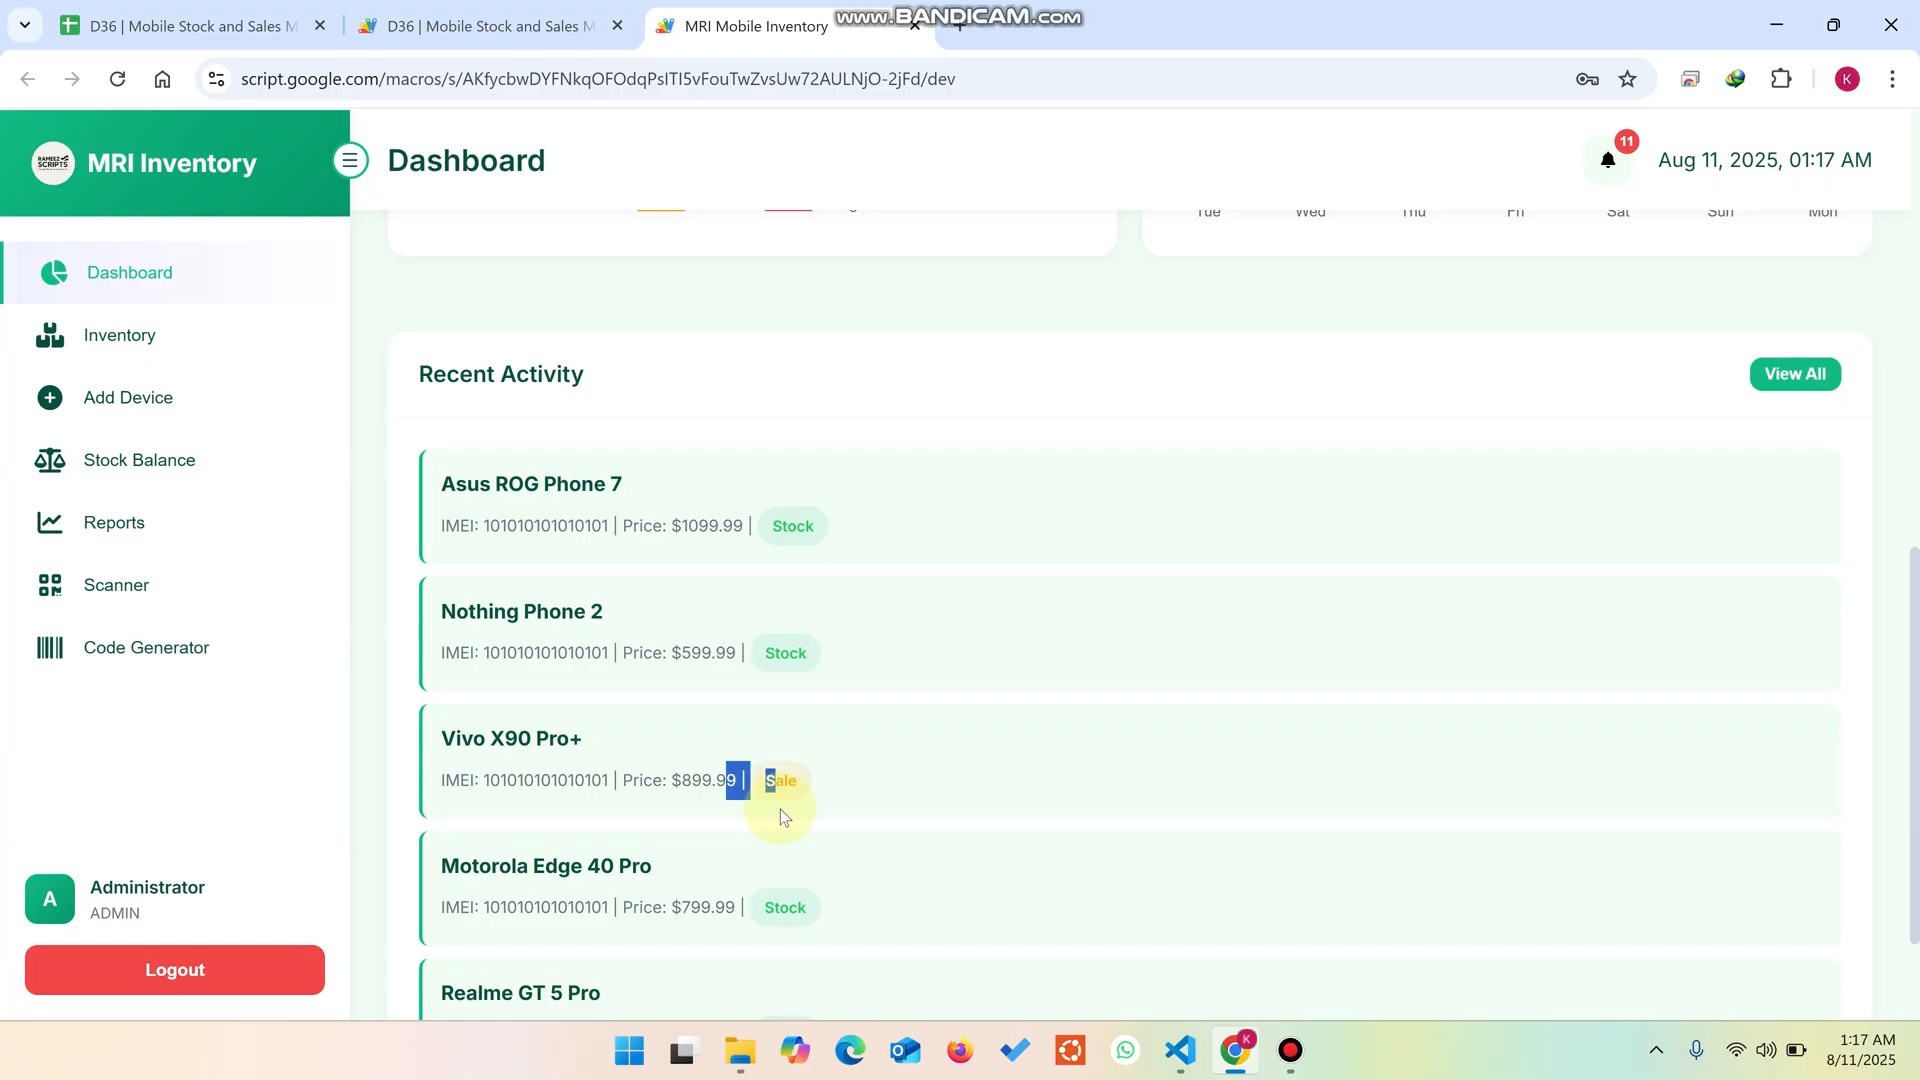 D36 | Mobile Stock and Sales M
D36 | Mobile Stock and Sales M
MRI Mobile Inventory
www.BANDICAM.com
script.google.com/macros/s/AKfycbwDYFNkqOFOdqPsITI5vFouTwZvsUw72AULNjO-2jFd/dev
K
RAMEEZ SCRIPTS
MRI Inventory
Dashboard
11
Aug 11, 2025, 01:17 AM
Tue Wed Thu Fri Sat Sun Mon
Dashboard
Inventory
Add Device
Stock Balance
Reports
Scanner
Code Generator
Recent Activity
View All
Asus ROG Phone 7
IMEI: 101010101010101 | Price: $1099.99 | Stock
Nothing Phone 2
IMEI: 101010101010101 | Price: $599.99 | Stock
Vivo X90 Pro+
IMEI: 101010101010101 | Price: $899.99 | Sale
Motorola Edge 40 Pro
IMEI: 101010101010101 | Price: $799.99 | Stock
Realme GT 5 Pro
A
Administrator
ADMIN
Logout
K
1:17 AM
8/11/2025